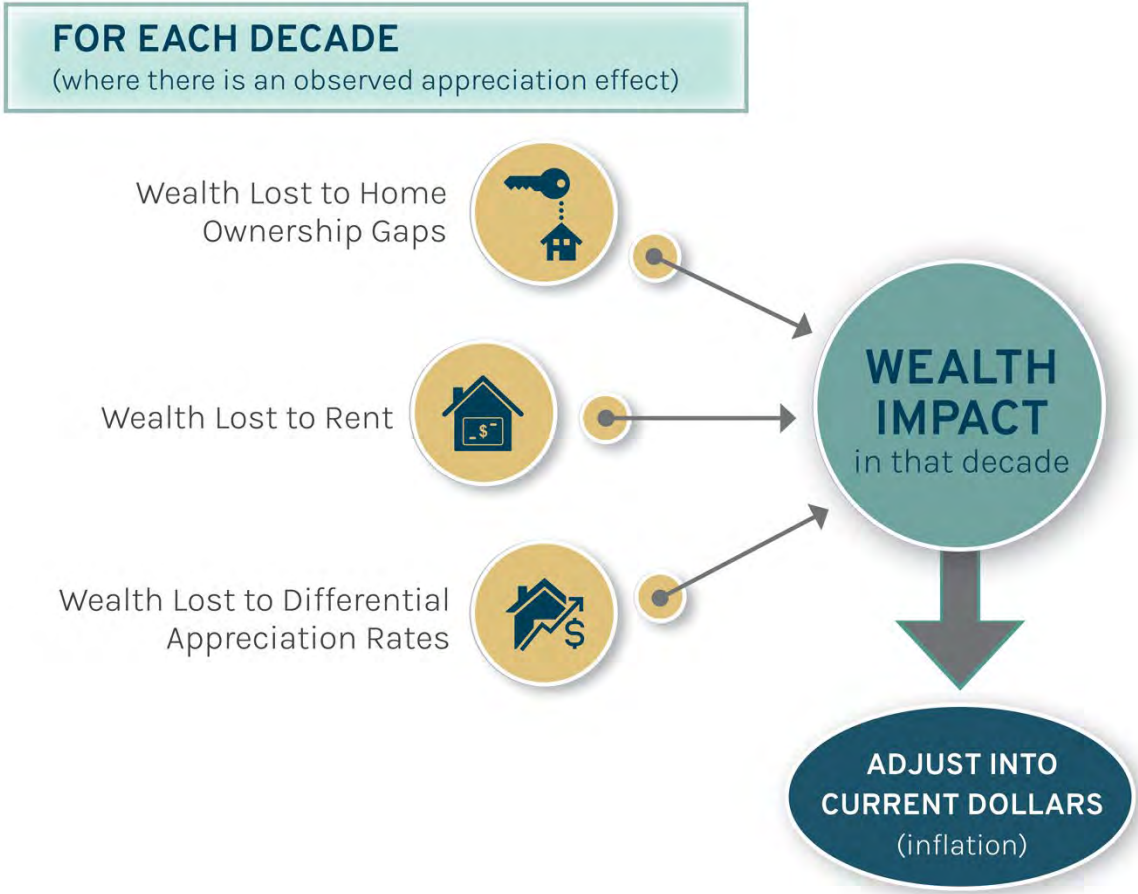 FOR EACH DECADE
(where there is an observed appreciation effect)
Wealth Lost to Home
Ownership Gaps
Wealth Lost to Rent
$
Wealth Lost to Differential
Appreciation Rates
$
WEALTH
IMPACT
in that decade
ADJUST INTO
CURRENT DOLLARS
(inflation)